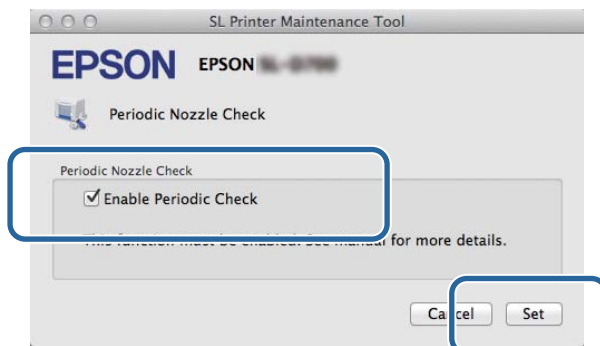 SL Printer Maintenance Tool
EPSON EPSON
Periodic Nozzle Check
Periodic Nozzle Check
Enable Periodic Check
This function must be enabled. See manual for more details.
Cancel Set